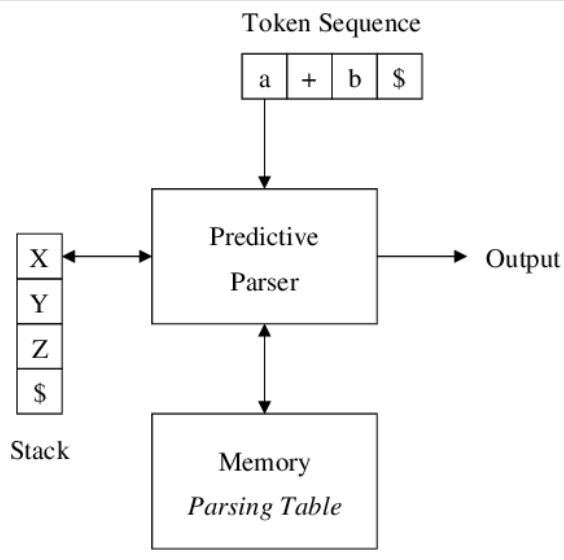 Token Sequence
a + b $
Predictive
Parser
Output
X
Y
Z
$
Stack
Memory
Parsing Table